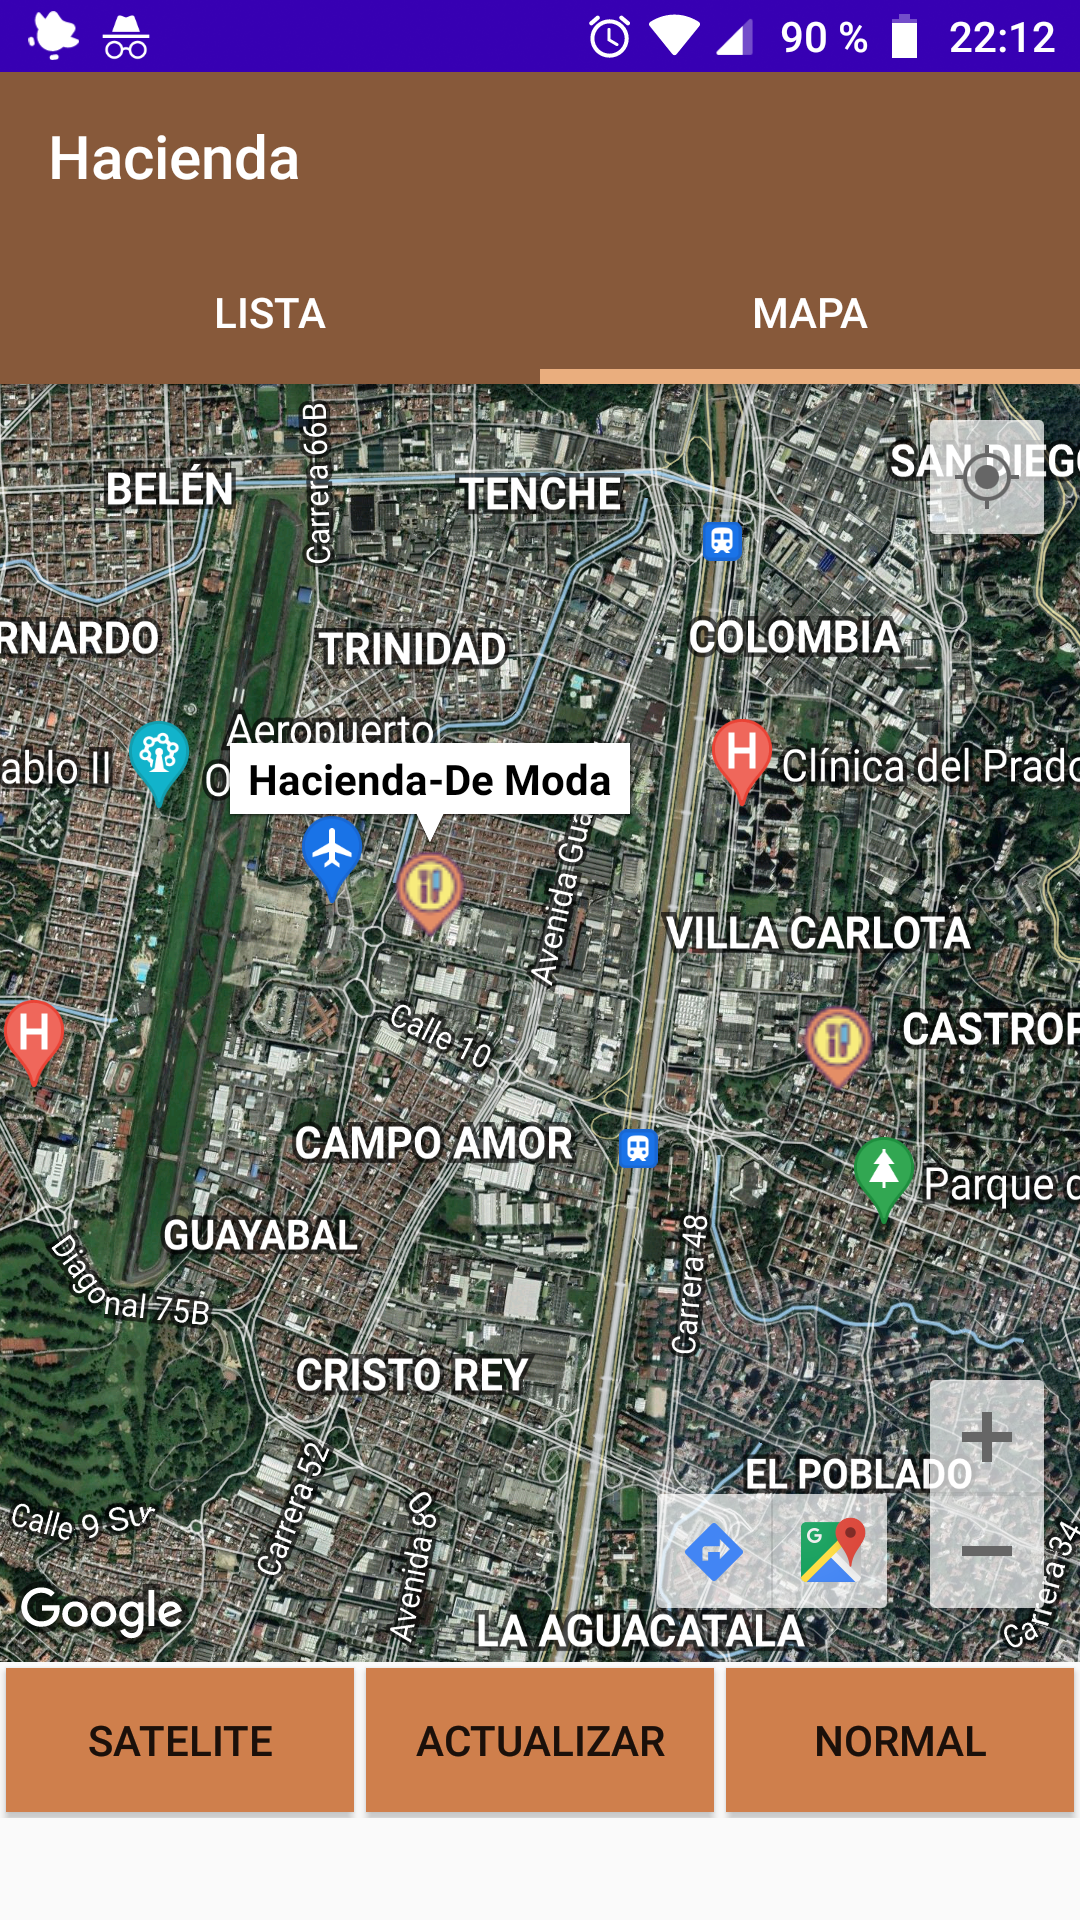 90 % 22:12
Hacienda
LISTA MAPA
Carrera 66B
SAN DIEGO
BELÉN
TENCHE
RNARDO
TRINIDAD
COLOMBIA
Aeropuerto
ablo II
O
Clínica del Prado
Hacienda-De Moda
Avenida Gua
VILLA CARLOTA
Calle 10
CASTROP
CAMPO AMOR
Parque d
GUAYABAL
Diagonal 75B
Carrera 48
CRISTO REY
EL POBLADO
Carrera 52
Calle 9 Sur
Avenida 80
Carrera 34
Google
LA AGUACATALA
SATELITE ACTUALIZAR NORMAL